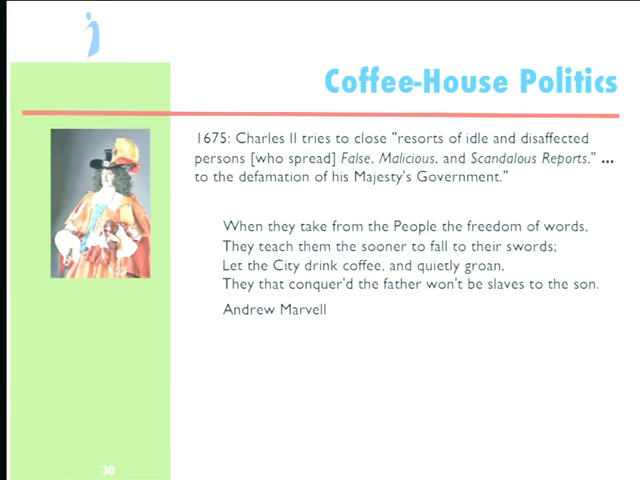 Coffee-House Politics
1675: Charles II tries to close "resorts of idle and disaffected
persons [who spread] False, Malicious, and Scandalous Reports," ...
to the defamation of his Majesty's Government."
When they take from the People the freedom of words,
They teach them the sooner to fall to their swords;
Let the City drink coffee, and quietly groan,
They that conquer'd the father won't be slaves to the son.
Andrew Marvell
30